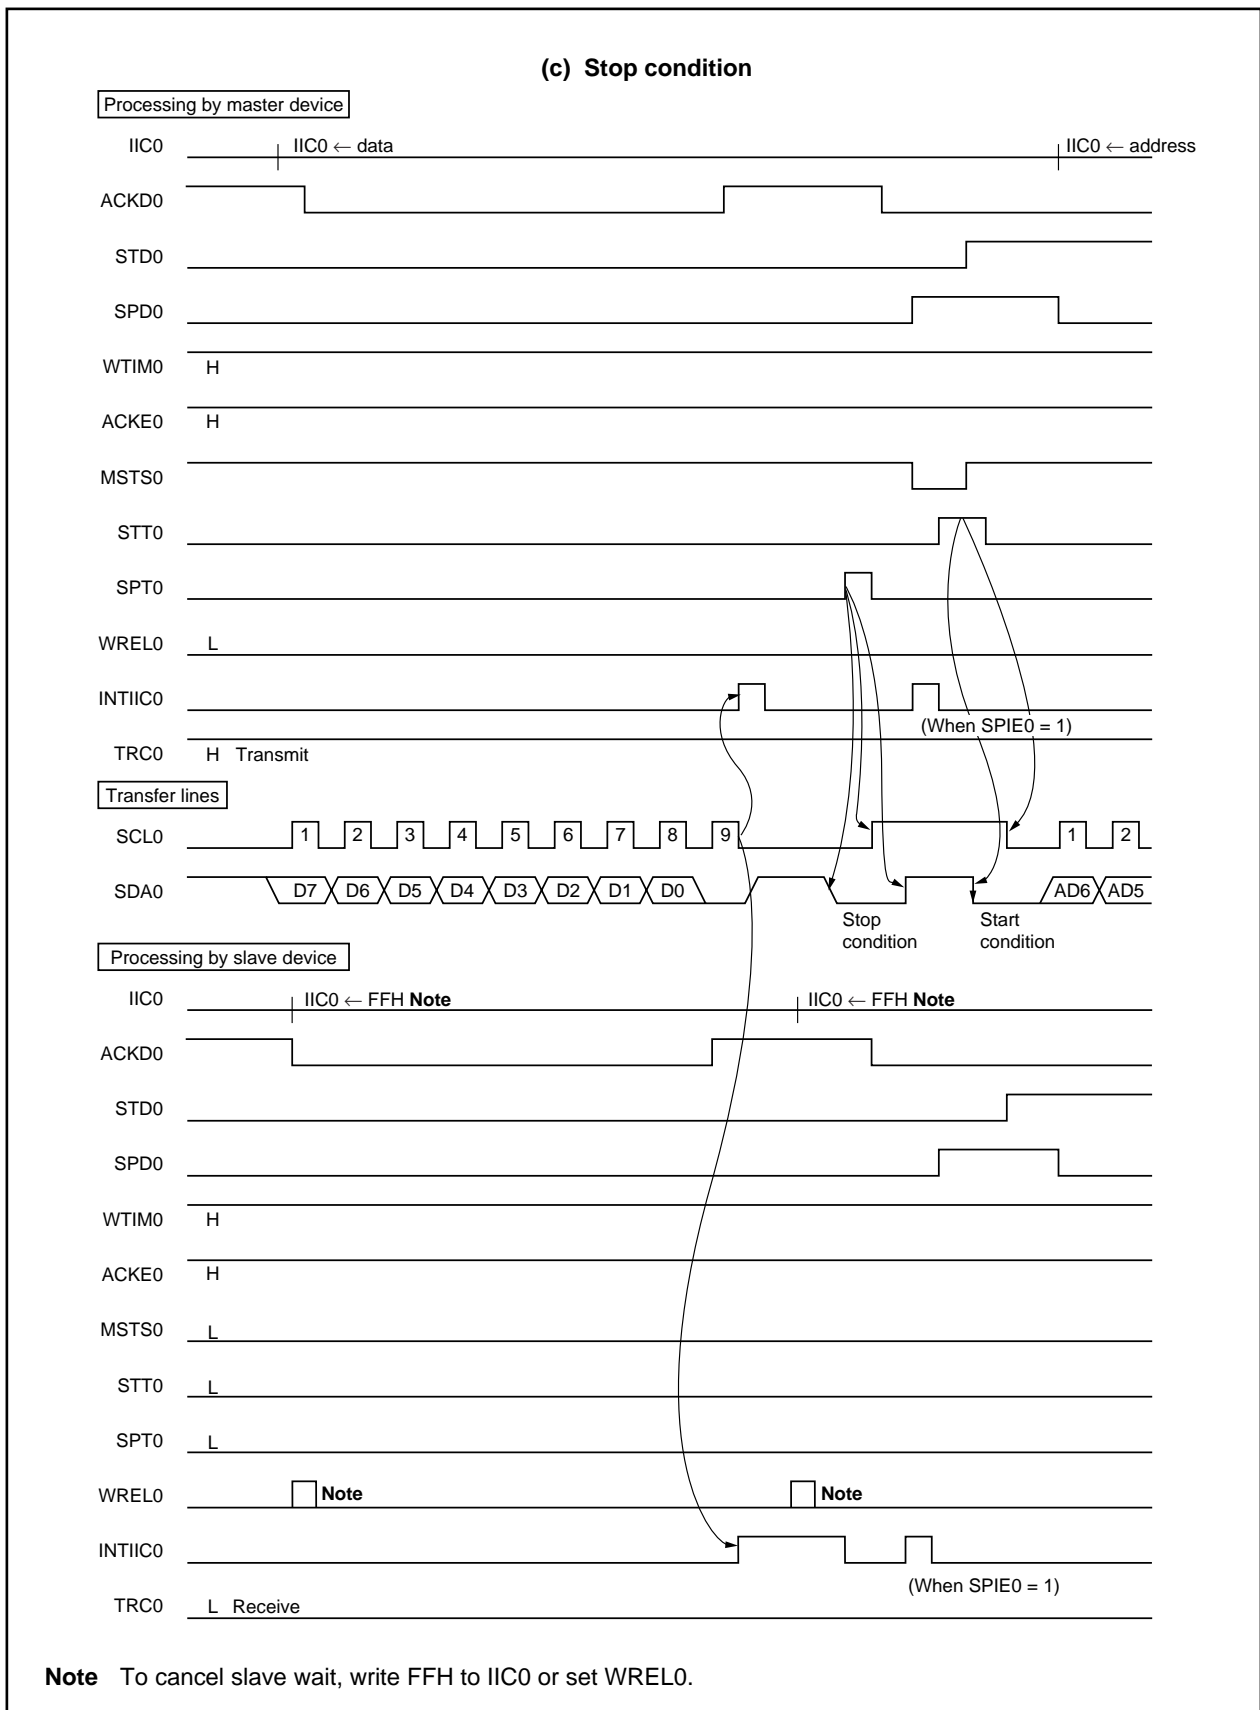 (c) Stop condition
Processing by master device
IIC0 IIC0 ← data IIC0 ← address
ACKD0
STD0
SPD0
WTIM0 H
ACKE0 H
MSTS0
STT0
SPT0
WREL0 L
INTIIC0
(When SPIE0 = 1)
TRC0 H Transmit
Transfer lines
SCL0 1 2 3 4 5 6 7 8 9 1 2
SDA0 D7 D6 D5 D4 D3 D2 D1 D0 AD6 AD5
Stop condition
Start condition
Processing by slave device
IIC0 IIC0 ← FFH Note IIC0 ← FFH Note
ACKD0
STD0
SPD0
WTIM0 H
ACKE0 H
MSTS0 L
STT0 L
SPT0 L
WREL0 Note Note
INTIIC0
(When SPIE0 = 1)
TRC0 L Receive
Note To cancel slave wait, write FFH to IIC0 or set WREL0.